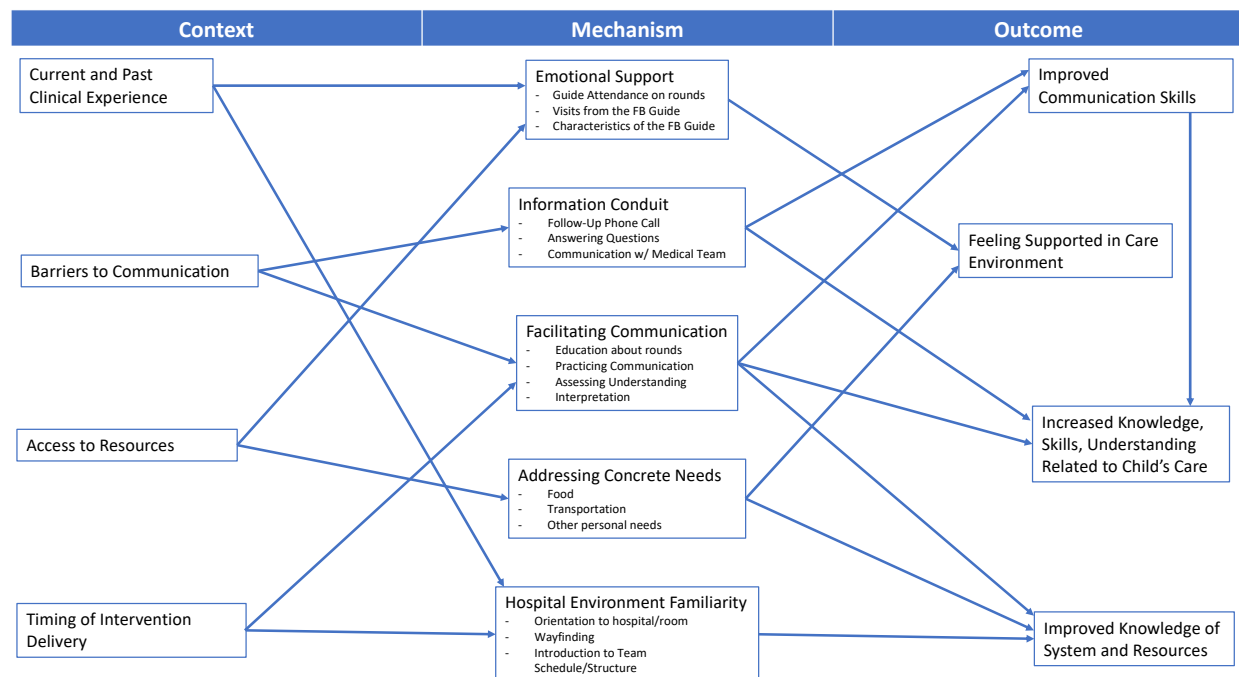 Context
Mechanism
Outcome
Current and Past
Clinical Experience
Barriers to Communication
Access to Resources
Timing of Intervention
Delivery
Emotional Support
- Guide Attendance on rounds
- Visits from the FB Guide
- Characteristics of the FB Guide
Information Conduit
- Follow-Up Phone Call
- Answering Questions
- Communication w/ Medical Team
Facilitating Communication
- Education about rounds
- Practicing Communication
- Assessing Understanding
- Interpretation
Addressing Concrete Needs
- Food
- Transportation
- Other personal needs
Hospital Environment Familiarity
- Orientation to hospital/room
- Wayfinding
- Introduction to Team
Schedule/Structure
Improved
Communication Skills
Feeling Supported in Care
Environment
Increased Knowledge,
Skills, Understanding
Related to Child's Care
Improved Knowledge of
System and Resources